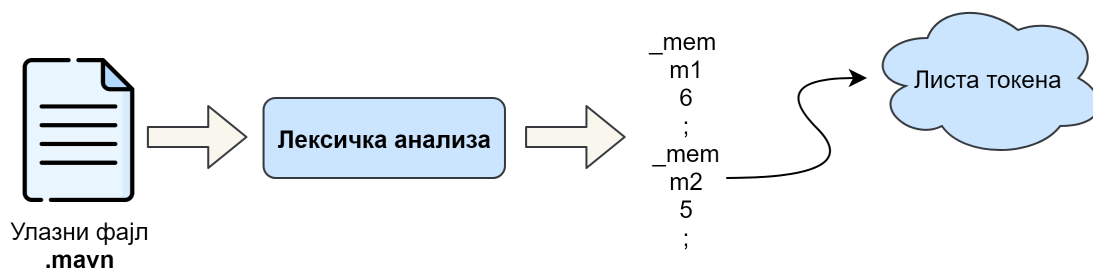 Улазни фајл
.mavn
Лексичка анализа
_mem
m1
6
;
_mem
m2
5
;
Листа токена